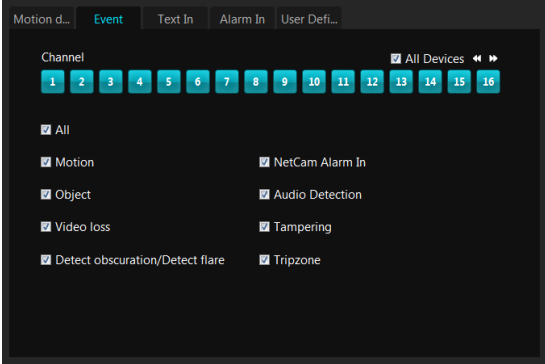 Motion d... Event Text In Alarm In User Defi...
Channel All Devices
1 2 3 4 5 6 7 8 9 10 11 12 13 14 15 16
All
Motion NetCam Alarm In
Object Audio Detection
Video loss Tampering
Detect obscuration/Detect flare Tripzone